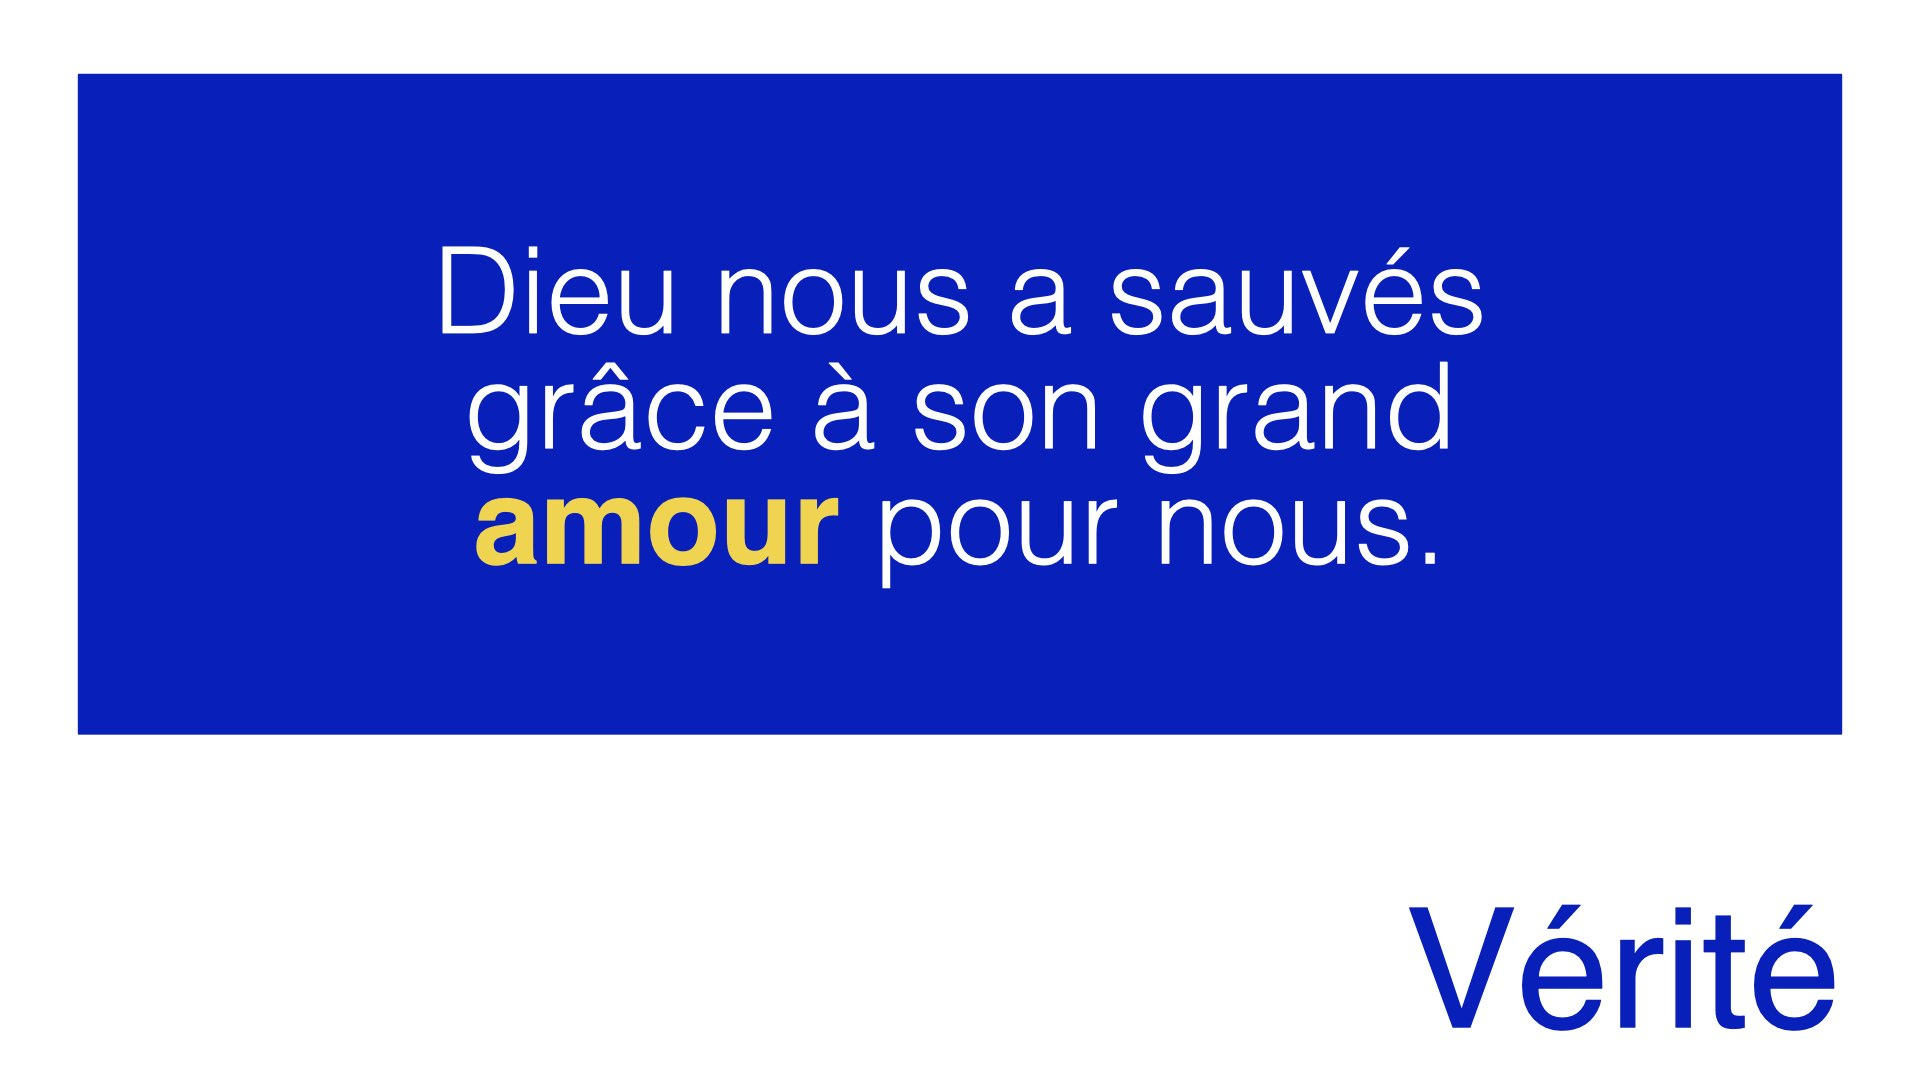 Dieu nous a sauvés
grâce à son grand
amour pour nous.
Vérité